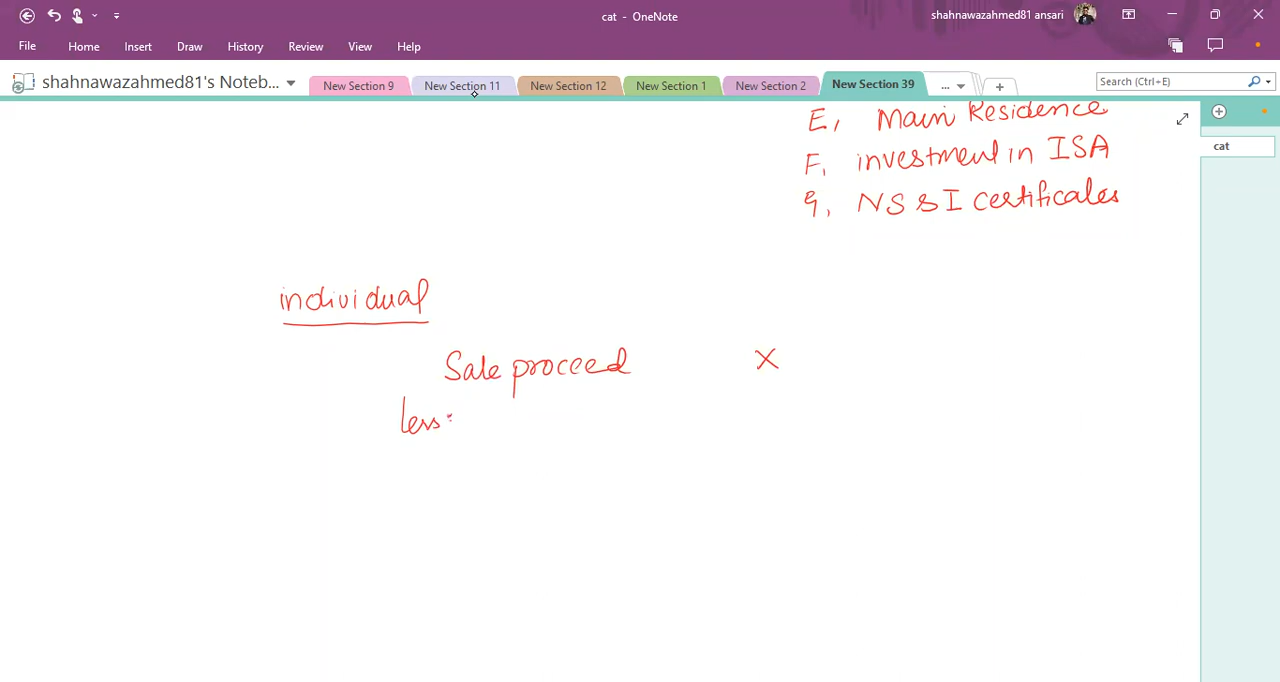 cat - OneNote
shahnawazahmed81 ansari
File Home Insert Draw History Review View Help
shahnawazahmed81's Noteb...
New Section 9 New Section 11 New Section 12 New Section 1 New Section 2 New Section 39 ...
Search (Ctrl+E)
cat
E, Main Residence
F, investment in ISA
G, NS & I certificates
individual
Sale proceed X
less: